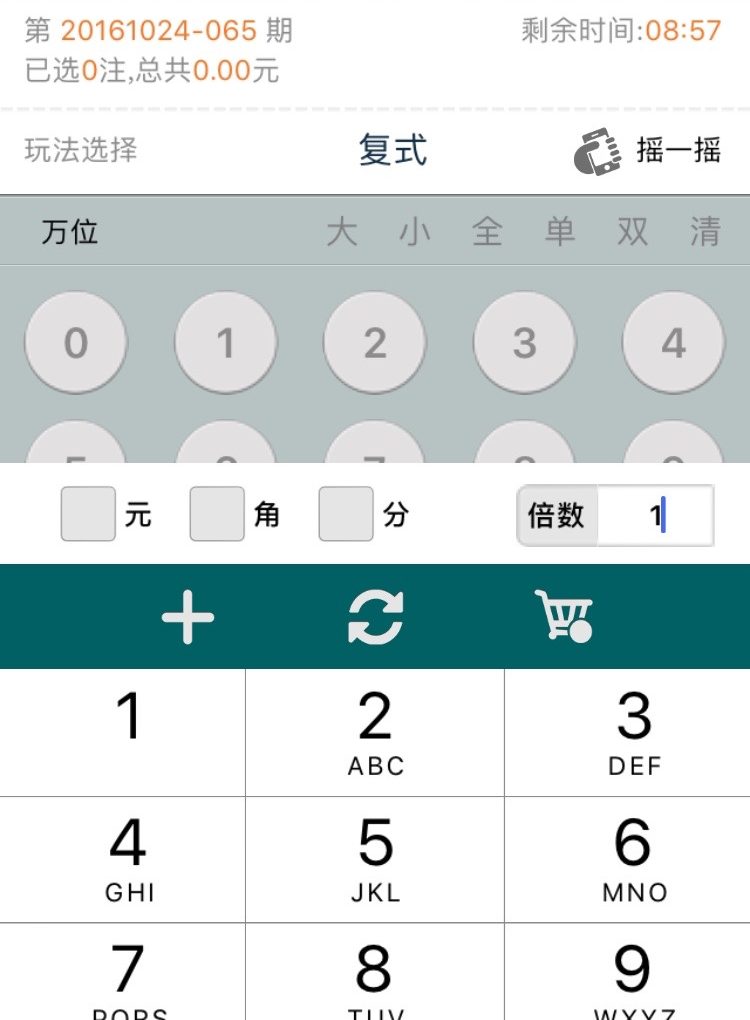 第 20161024-065 期 剩余时间:08:57
已选0注,总共0.00元
玩法选择 复式 摇一摇
万位 大 小 全 单 双 清
0 1 2 3 4
元 角 分 倍数 1
1 2 3
ABC DEF
4 5 6
GHI JKL MNO
7 8 9
PQRS TUV WXYZ